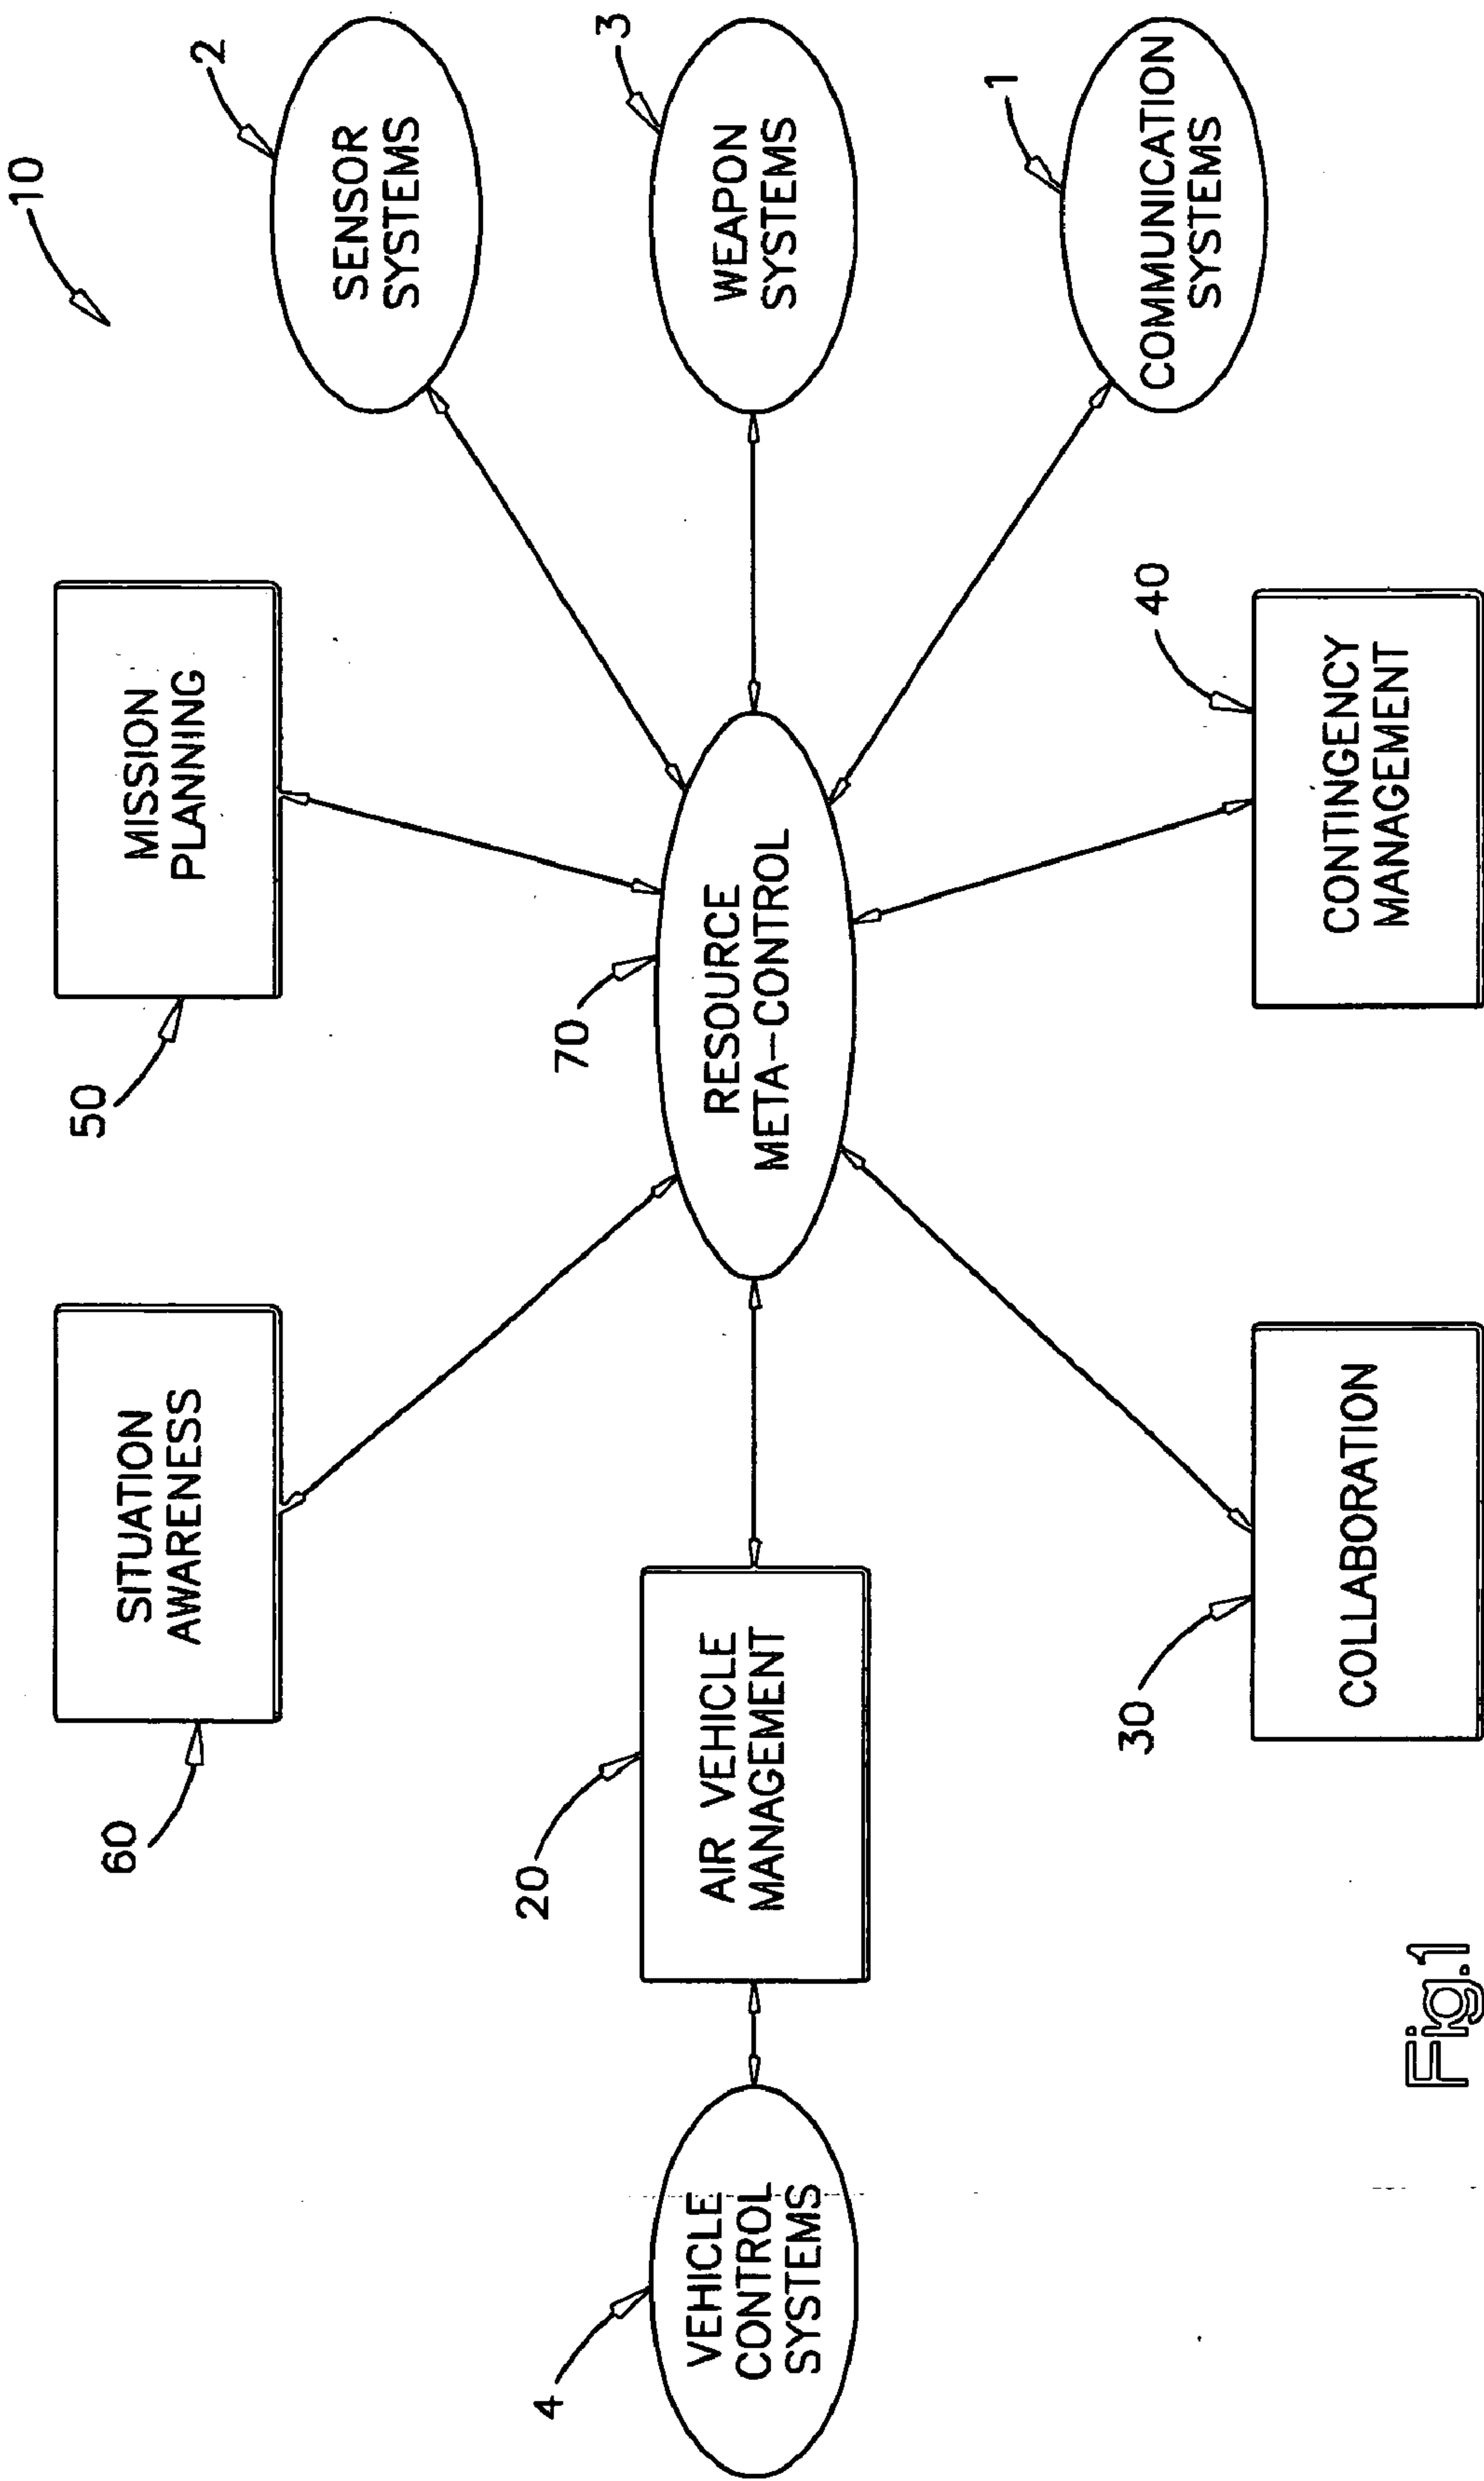 10
50
MISSION
PLANNING
2
SENSOR
SYSTEMS
60
SITUATION
AWARENESS
70
RESOURCE
META-CONTROL
3
WEAPON
SYSTEMS
4
VEHICLE
CONTROL
SYSTEMS
20
AIR VEHICLE
MANAGEMENT
1
COMMUNICATION
SYSTEMS
30
COLLABORATION
40
CONTINGENCY
MANAGEMENT
Fig.1